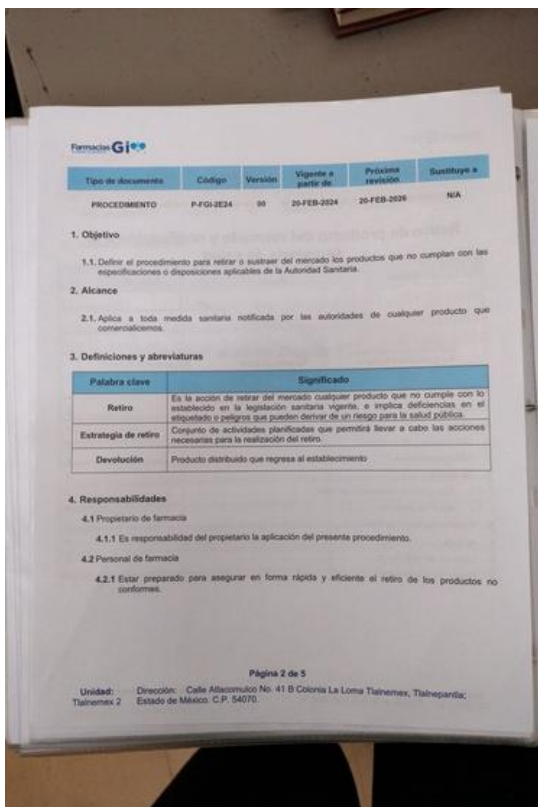 Farmacias Gi
Tipo de documento Código Versión Vigente a partir de Próxima revisión Sustituye a
PROCEDIMIENTO P-FGI-2E24 00 20-FEB-2024 20-FEB-2026 N/A
1. Objetivo
1.1. Definir el procedimiento para retirar o sustraer del mercado los productos que no cumplan con las
especificaciones o disposiciones aplicables de la Autoridad Sanitaria.
2. Alcance
2.1. Aplica a toda medida sanitaria notificada por las autoridades de cualquier producto que
comercialicemos.
3. Definiciones y abreviaturas
Palabra clave Significado
Retiro Es la acción de retirar del mercado cualquier producto que no cumple con lo
establecido en la legislación sanitaria vigente, e implica deficiencias en el
etiquetado o peligros que pueden derivar de un riesgo para la salud pública.
Estrategia de retiro Conjunto de actividades planificadas que permitirá llevar a cabo las acciones
necesarias para la realización del retiro.
Devolución Producto distribuido que regresa al establecimiento
4. Responsabilidades
4.1 Propietario de farmacia
4.1.1 Es responsabilidad del propietario la aplicación del presente procedimiento.
4.2 Personal de farmacia
4.2.1 Estar preparado para asegurar en forma rápida y eficiente el retiro de los productos no
conformes.
Página 2 de 5
Unidad: Dirección: Calle Atlacomulco No. 41 B Colonia La Loma Tlalnemex, Tlalnepantla;
Tlalnemex 2 Estado de México. C.P. 54070.